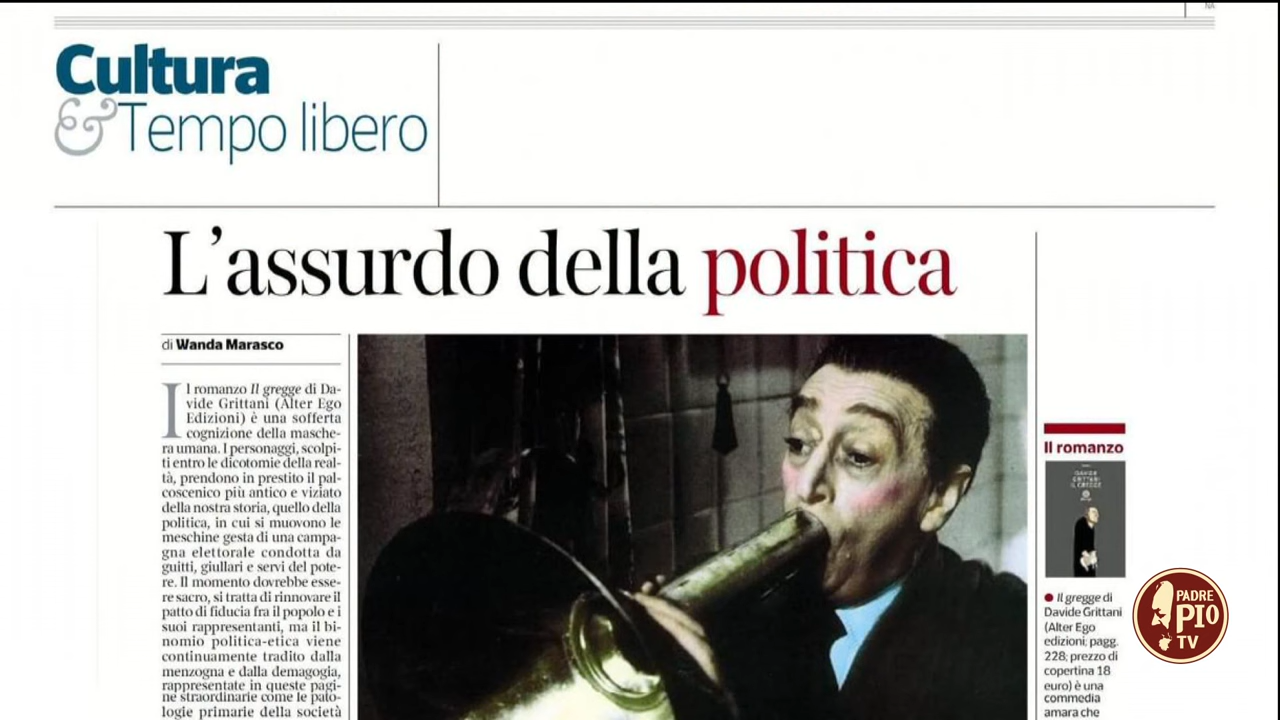 NA
Cultura
& Tempo libero
L'assurdo della politica
di Wanda Marasco
Il romanzo Il gregge di Da-
vide Grittani (Alter Ego
Edizioni) è una sofferta
cognizione della masche-
ra umana. I personaggi, scolpi-
ti entro le dicotomie della real-
tà, prendono in prestito il pal-
coscenico più antico e viziato
della nostra storia, quello della
politica, in cui si muovono le
meschine gesta di una campa-
gna elettorale condotta da
guitti, giullari e servi del pote-
re. Il momento dovrebbe esse-
re sacro, si tratta di rinnovare il
patto di fiducia fra il popolo e i
suoi rappresentanti, ma il bi-
nomio politica-etica viene
continuamente tradito dalla
menzogna e dalla demagogia,
rappresentate in queste pagi-
ne straordinarie come le pato-
logie primarie della società
Il romanzo
DAVIDE
GRITTANI
IL GREGGE
● Il gregge di
Davide Grittani
(Alter Ego
edizioni; pagg.
228; prezzo di
copertina 18
euro) è una
commedia
amara che
PADRE
PIO
TV